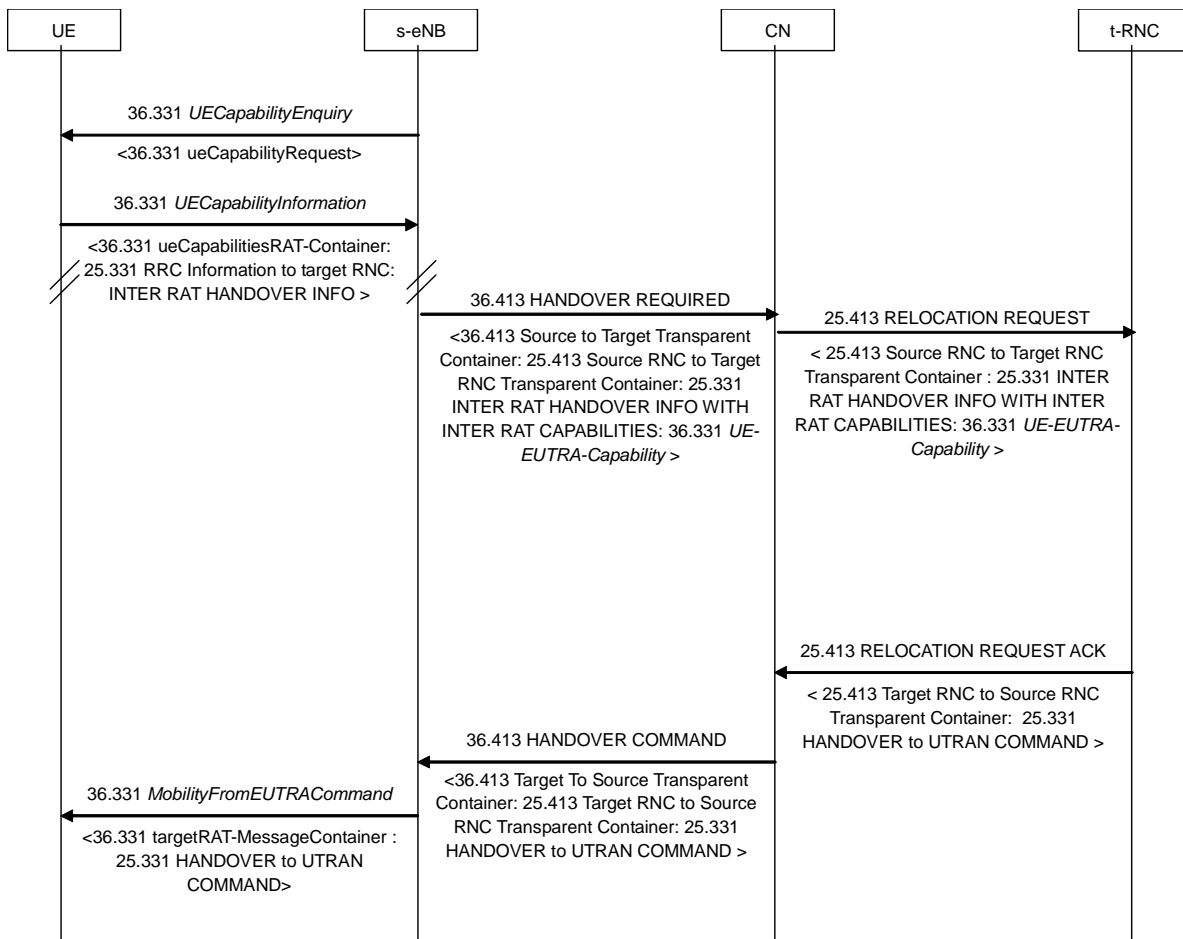 UE
s-eNB
CN
t-RNC
36.331 UECapabilityEnquiry
<36.331 ueCapabilityRequest>
36.331 UECapabilityInformation
<36.331 ueCapabilitiesRAT-Container:
25.331 RRC Information to target RNC:
INTER RAT HANDOVER INFO >
36.413 HANDOVER REQUIRED
<36.413 Source to Target Transparent
Container: 25.413 Source RNC to Target
RNC Transparent Container: 25.331
INTER RAT HANDOVER INFO WITH
INTER RAT CAPABILITIES: 36.331 UE-
EUTRA-Capability >
25.413 RELOCATION REQUEST
< 25.413 Source RNC to Target RNC
Transparent Container : 25.331 INTER
RAT HANDOVER INFO WITH INTER
RAT CAPABILITIES: 36.331 UE-EUTRA-
Capability >
25.413 RELOCATION REQUEST ACK
< 25.413 Target RNC to Source RNC
Transparent Container: 25.331
HANDOVER to UTRAN COMMAND >
36.413 HANDOVER COMMAND
<36.413 Target To Source Transparent
Container: 25.413 Target RNC to Source
RNC Transparent Container: 25.331
HANDOVER to UTRAN COMMAND >
36.331 MobilityFromEUTRACommand
<36.331 targetRAT-MessageContainer :
25.331 HANDOVER to UTRAN
COMMAND>